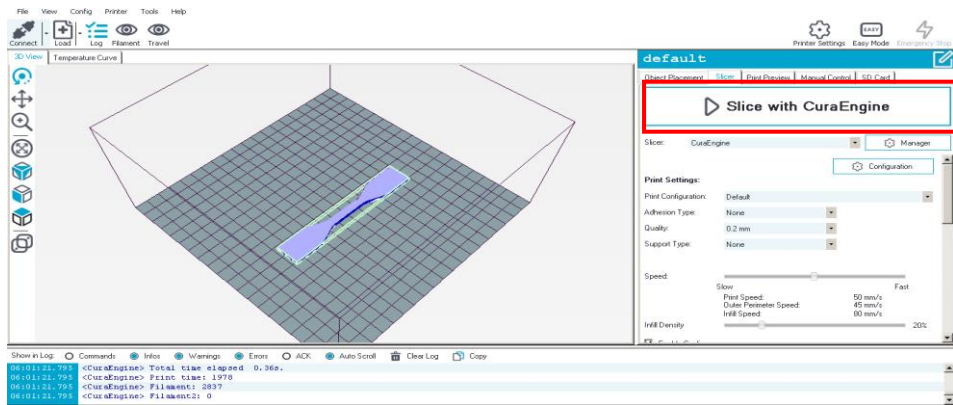 File View Config Printer Tools Help
Connect Load Log Filament Travel Printer Settings Easy Mode Emergency Stop
3D View Temperature Curve
default
Object Placement Slicer Print Preview Manual Control SD Card
Slice with CuraEngine
Slicer: CuraEngine Manager
Configuration
Print Settings:
Print Configuration: Default
Adhesion Type: None
Quality: 0.2 mm
Support Type: None
Speed:
Slow Fast
Print Speed: 50 mm/s
Outer Perimeter Speed: 45 mm/s
Infill Speed: 80 mm/s
Infill Density 20%
Show in Log: Commands Infos Warnings Errors ACK Auto Scroll Clear Log Copy
06:01:21.795 <CuraEngine> Total time elapsed 0.36s.
06:01:21.795 <CuraEngine> Print time: 1978
06:01:21.795 <CuraEngine> Filament: 2837
06:01:21.795 <CuraEngine> Filament2: 0